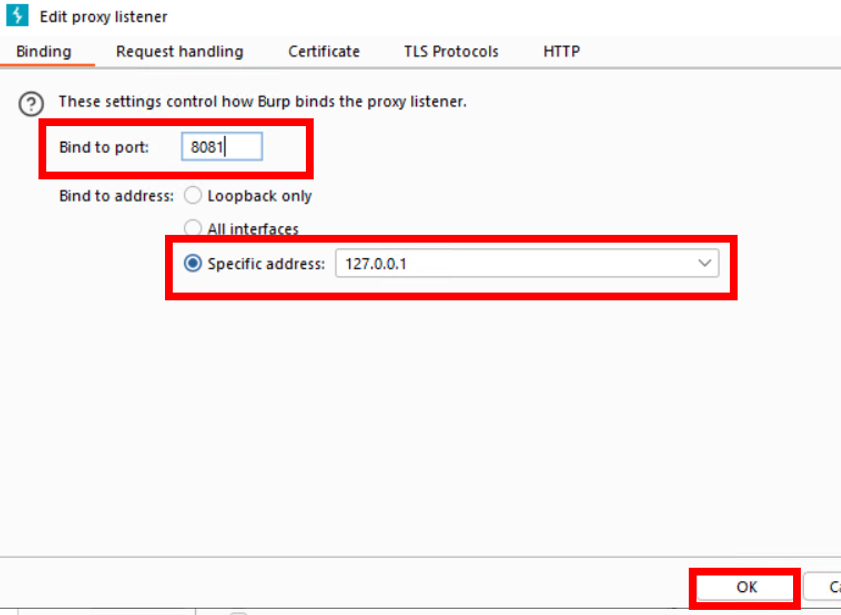 Edit proxy listener
Binding Request handling Certificate TLS Protocols HTTP
? These settings control how Burp binds the proxy listener.
Bind to port: 8081
Bind to address: Loopback only
All interfaces
Specific address: 127.0.0.1
OK